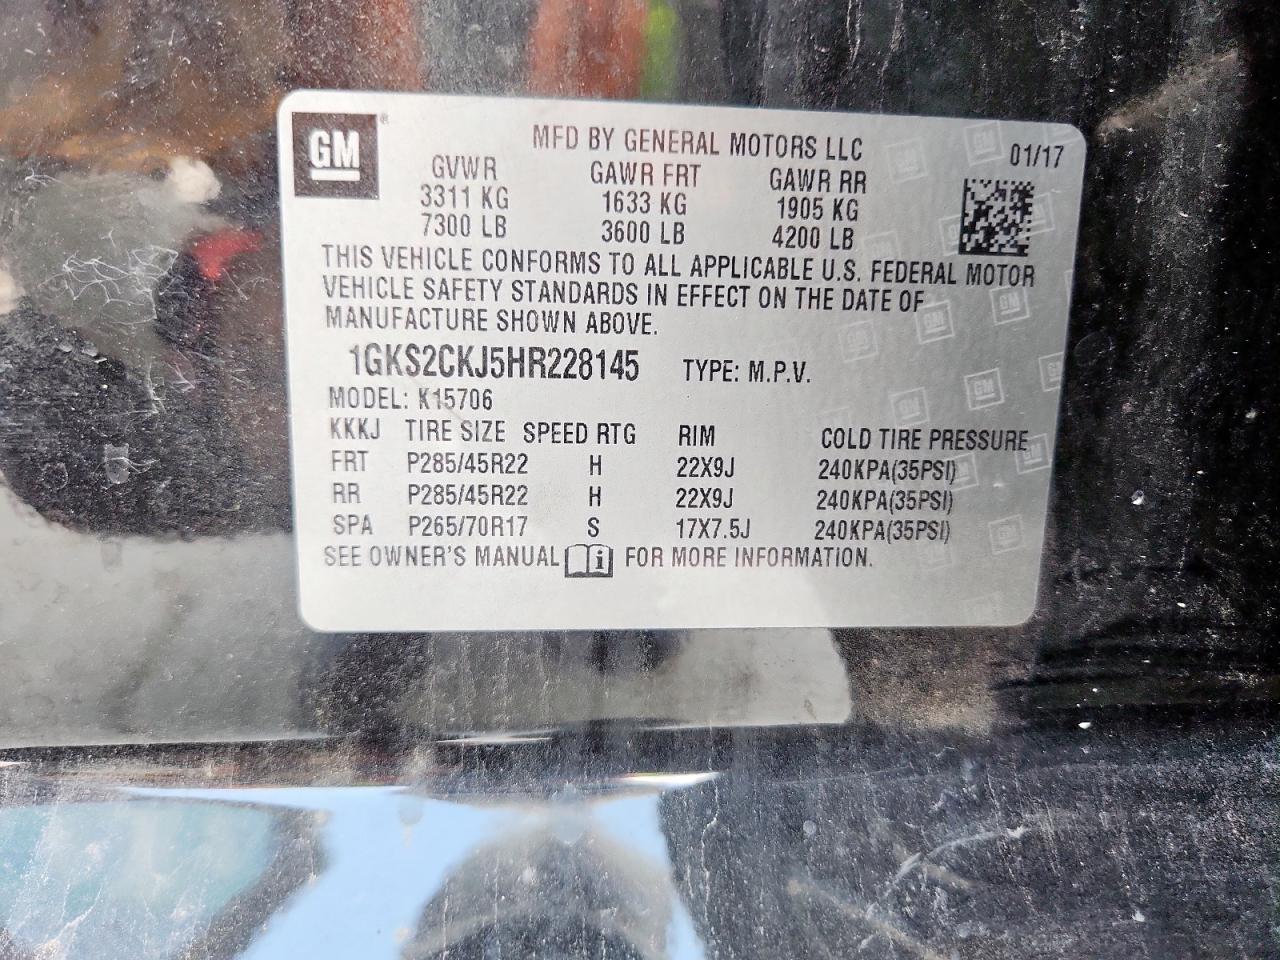 GM ®
MFD BY GENERAL MOTORS LLC 01/17
GVWR GAWR FRT GAWR RR
3311 KG 1633 KG 1905 KG
7300 LB 3600 LB 4200 LB
THIS VEHICLE CONFORMS TO ALL APPLICABLE U.S. FEDERAL MOTOR
VEHICLE SAFETY STANDARDS IN EFFECT ON THE DATE OF
MANUFACTURE SHOWN ABOVE.
1GKS2CKJ5HR228145 TYPE: M.P.V.
MODEL: K15706
KKKJ TIRE SIZE SPEED RTG RIM COLD TIRE PRESSURE
FRT P285/45R22 H 22X9J 240KPA(35PSI)
RR P285/45R22 H 22X9J 240KPA(35PSI)
SPA P265/70R17 S 17X7.5J 240KPA(35PSI)
SEE OWNER'S MANUAL i FOR MORE INFORMATION.